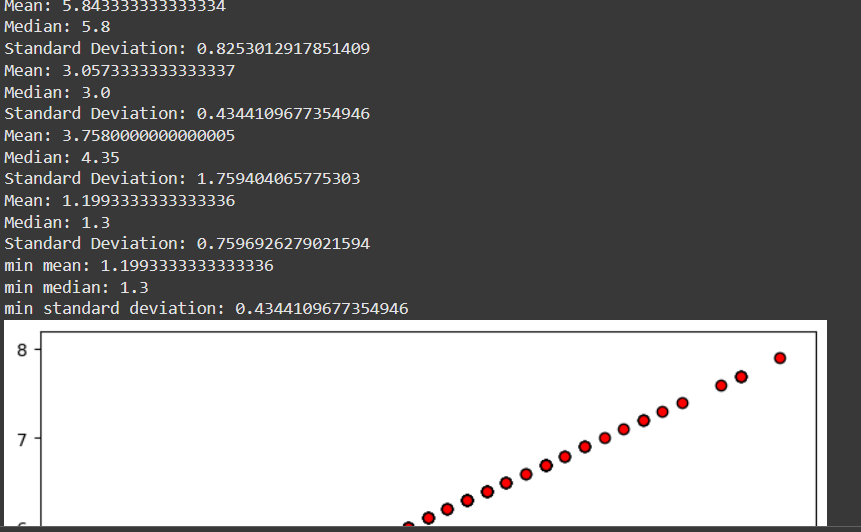 Mean: 5.843333333333334
Median: 5.8
Standard Deviation: 0.8253012917851409
Mean: 3.0573333333333337
Median: 3.0
Standard Deviation: 0.4344109677354946
Mean: 3.7580000000000005
Median: 4.35
Standard Deviation: 1.759404065775303
Mean: 1.1993333333333336
Median: 1.3
Standard Deviation: 0.7596926279021594
min mean: 1.1993333333333336
min median: 1.3
min standard deviation: 0.4344109677354946
8
7
6